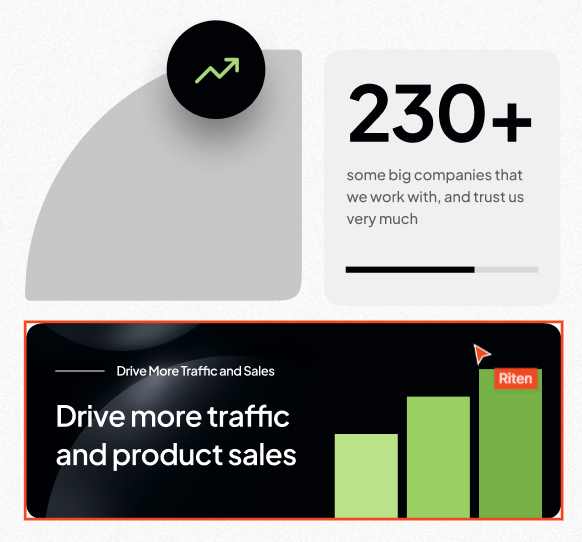 230+
some big companies that
we work with, and trust us
very much
Drive More Traffic and Sales
Drive more traffic
and product sales
Riten